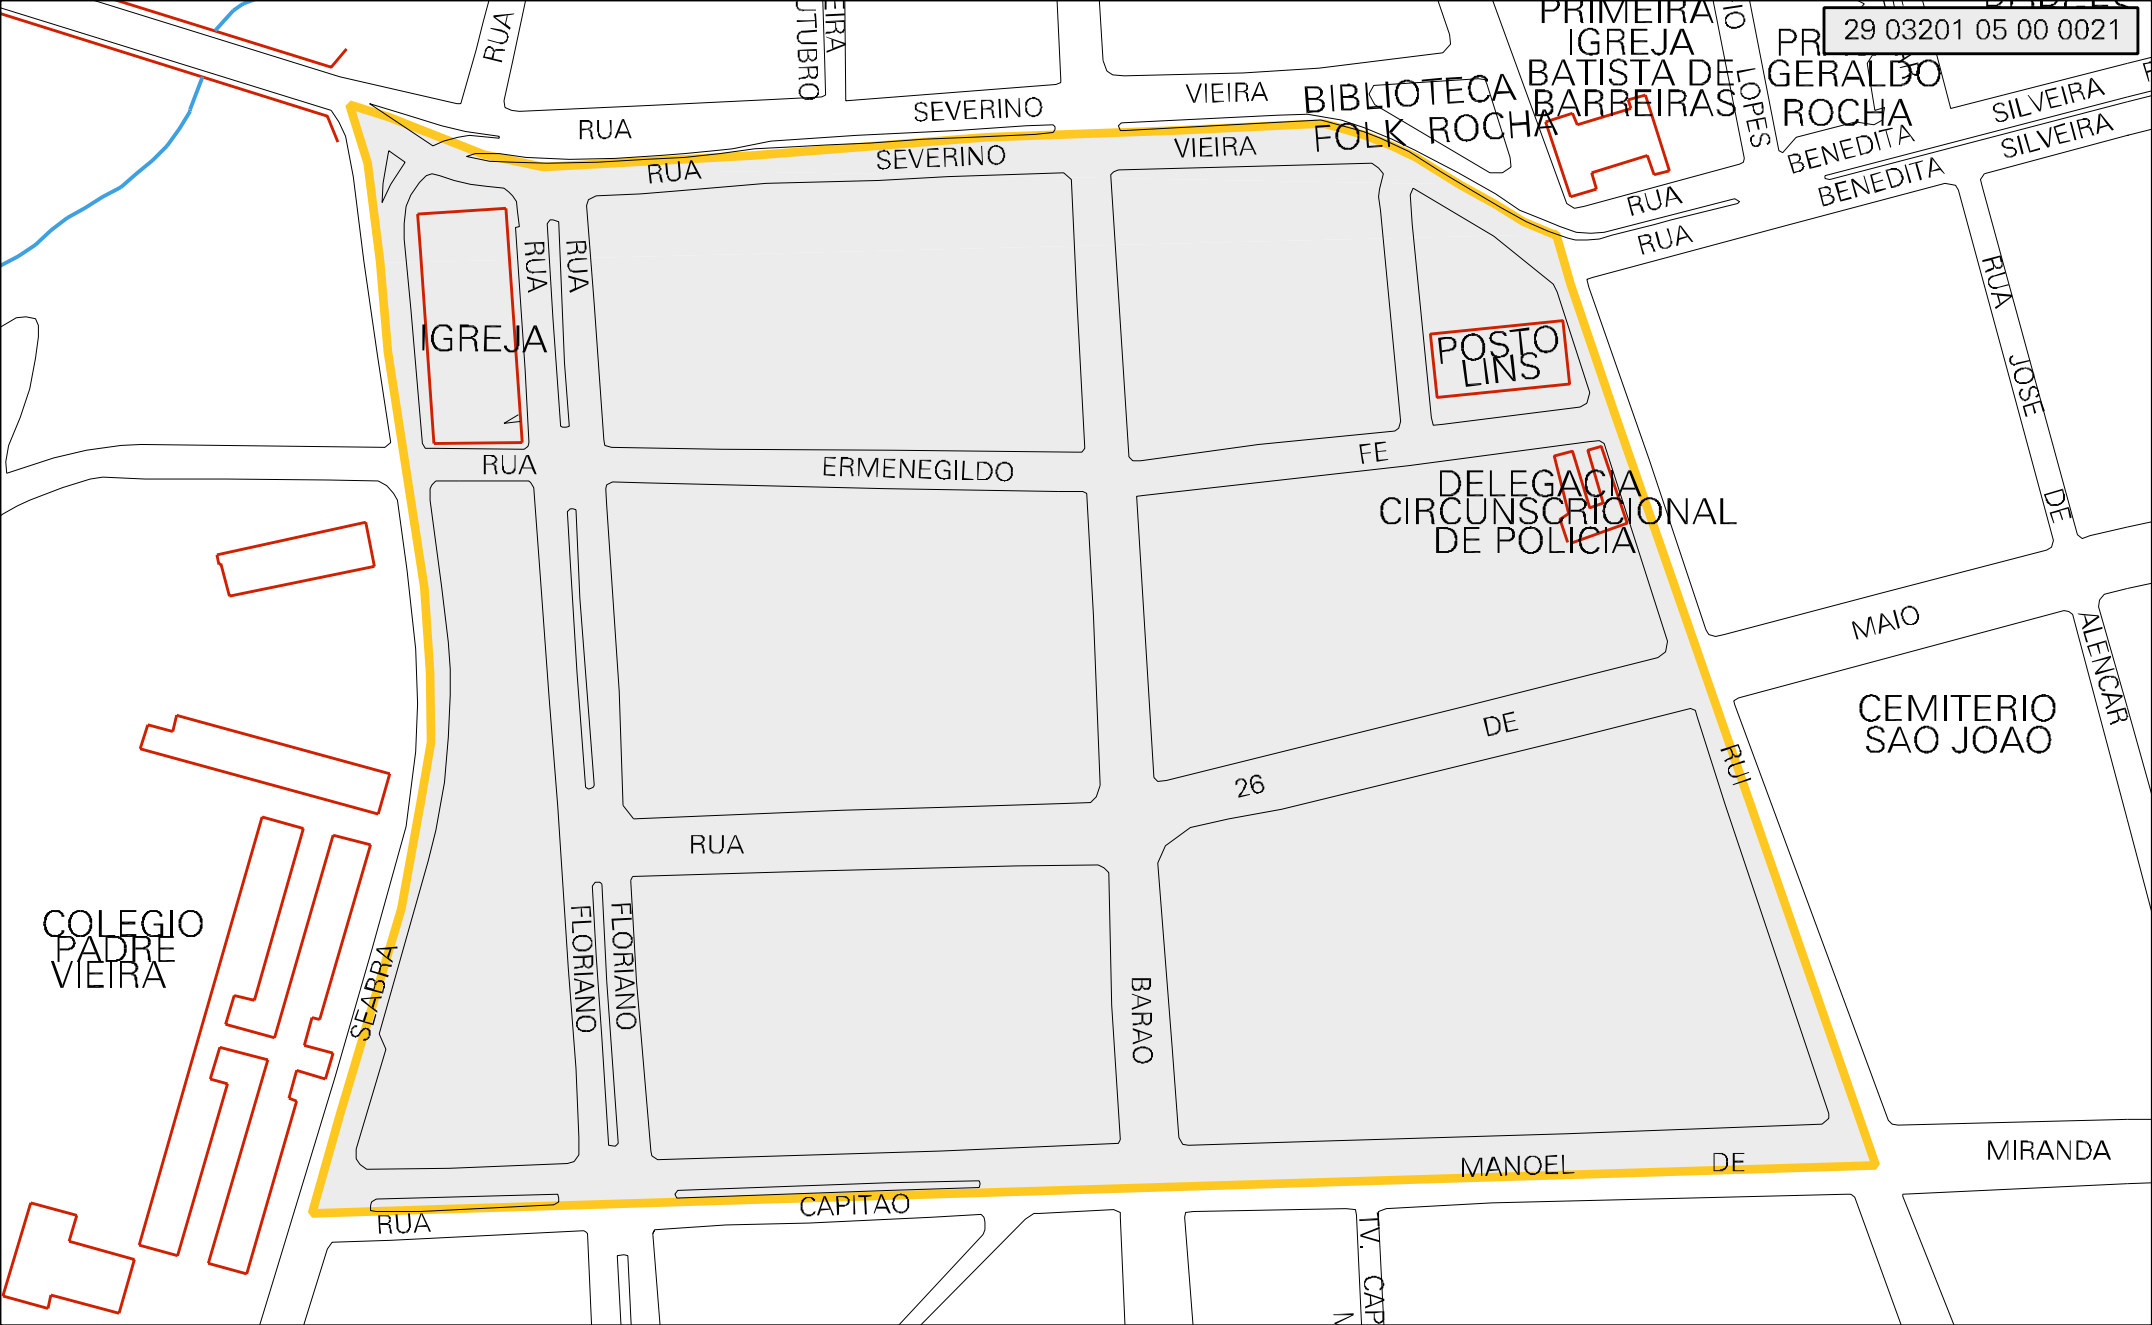 29 03201 05 00 0021
RUA
PRIMEIRA
IGREJA
BATISTA DE
BARREIRAS
GERALDO
ROCHA
LOPES
BIBLIOTECA
FOLK ROCHA
RUA
SEVERINO
VIEIRA
RUA
SEVERINO
VIEIRA
BENEDITA
SILVEIRA
BENEDITA
SILVEIRA
RUA
RUA
RUA
RUA
IGREJA
POSTO
LINS
RUA
JOSE
DE
ALENCAR
RUA
ERMENEGILDO
FE
DELEGACIA
CIRCUNSCRICIONAL
DE POLICIA
MAIO
CEMITERIO
SAO JOAO
26
DE
RUI
RUA
COLEGIO
PADRE
VIEIRA
SEABRA
FLORIANO
FLORIANO
BARAO
RUA
CAPITAO
MANOEL
DE
MIRANDA
TV. CAP